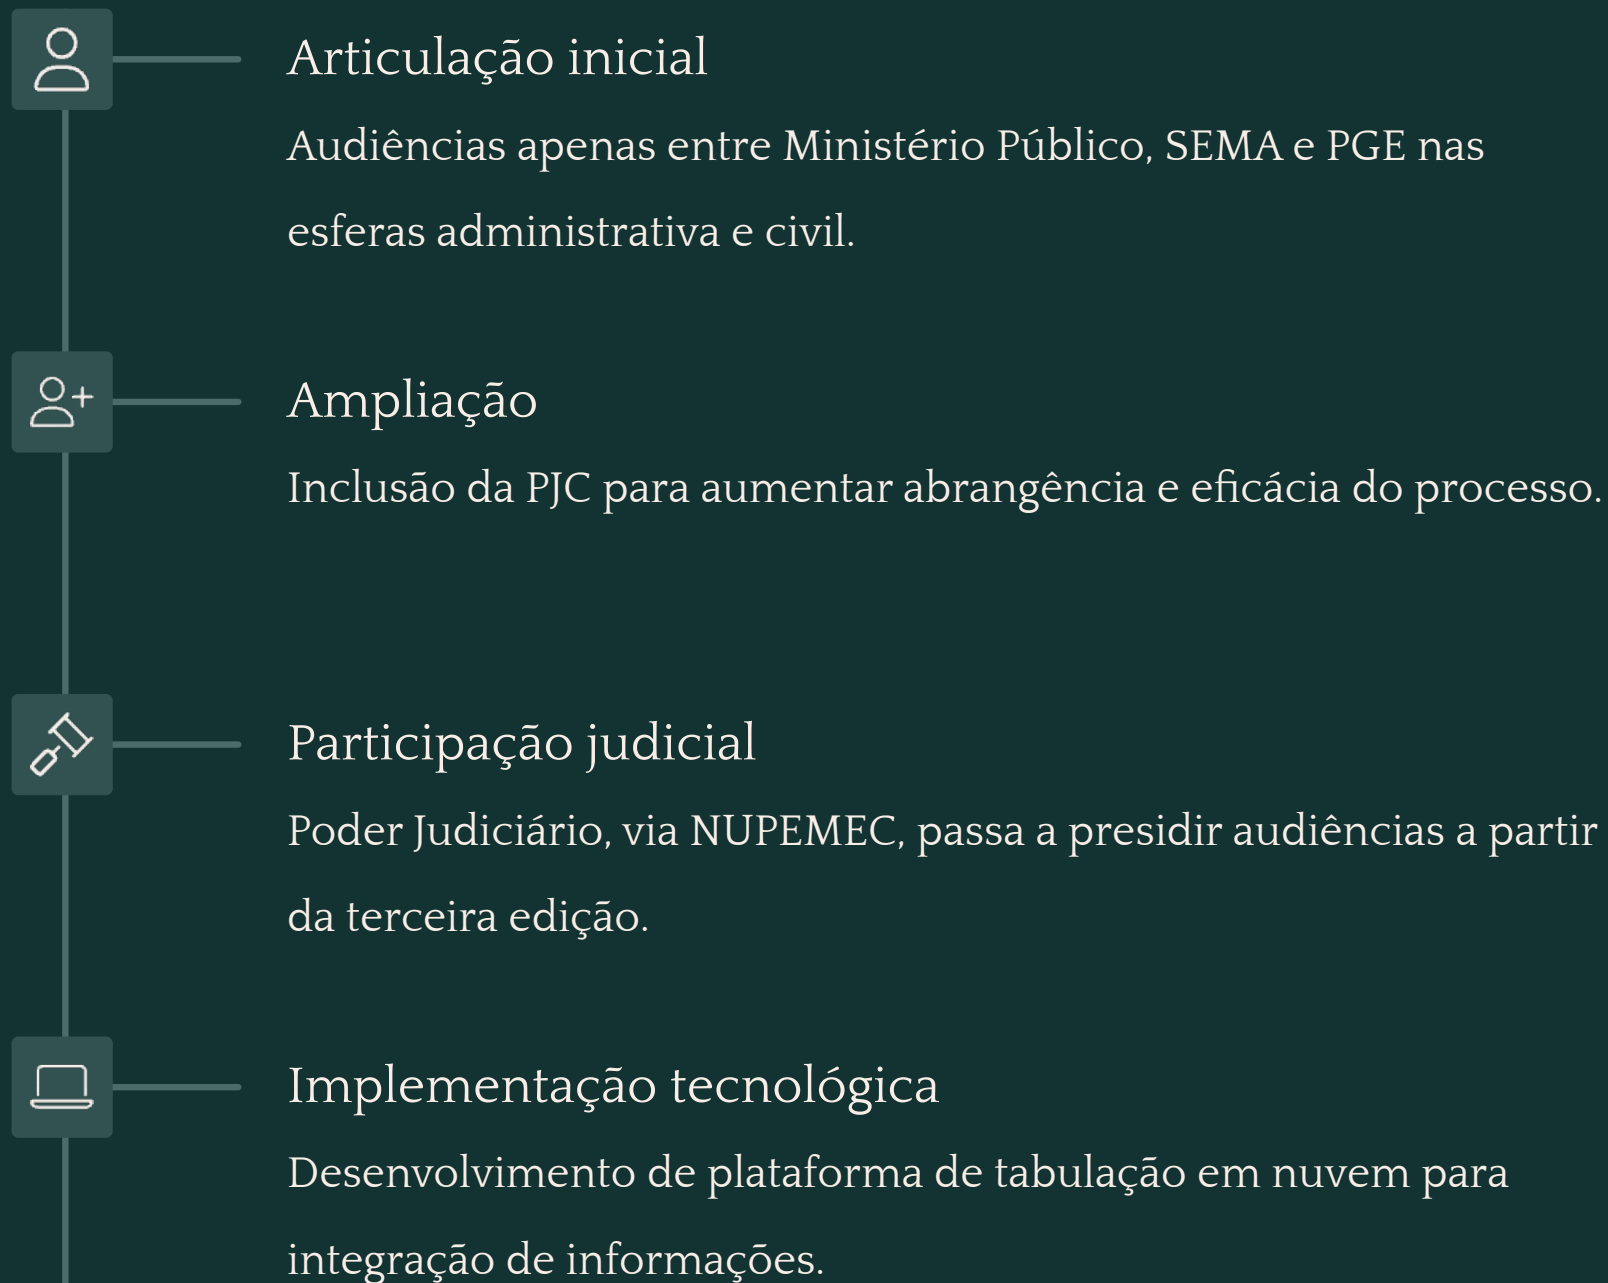 Articulação inicial
Audiências apenas entre Ministério Público, SEMA e PGE nas
esferas administrativa e civil.
Ampliação
Inclusão da PJC para aumentar abrangência e eficácia do processo.
Participação judicial
Poder Judiciário, via NUPEMEC, passa a presidir audiências a partir
da terceira edição.
Implementação tecnológica
Desenvolvimento de plataforma de tabulação em nuvem para
integração de informações.